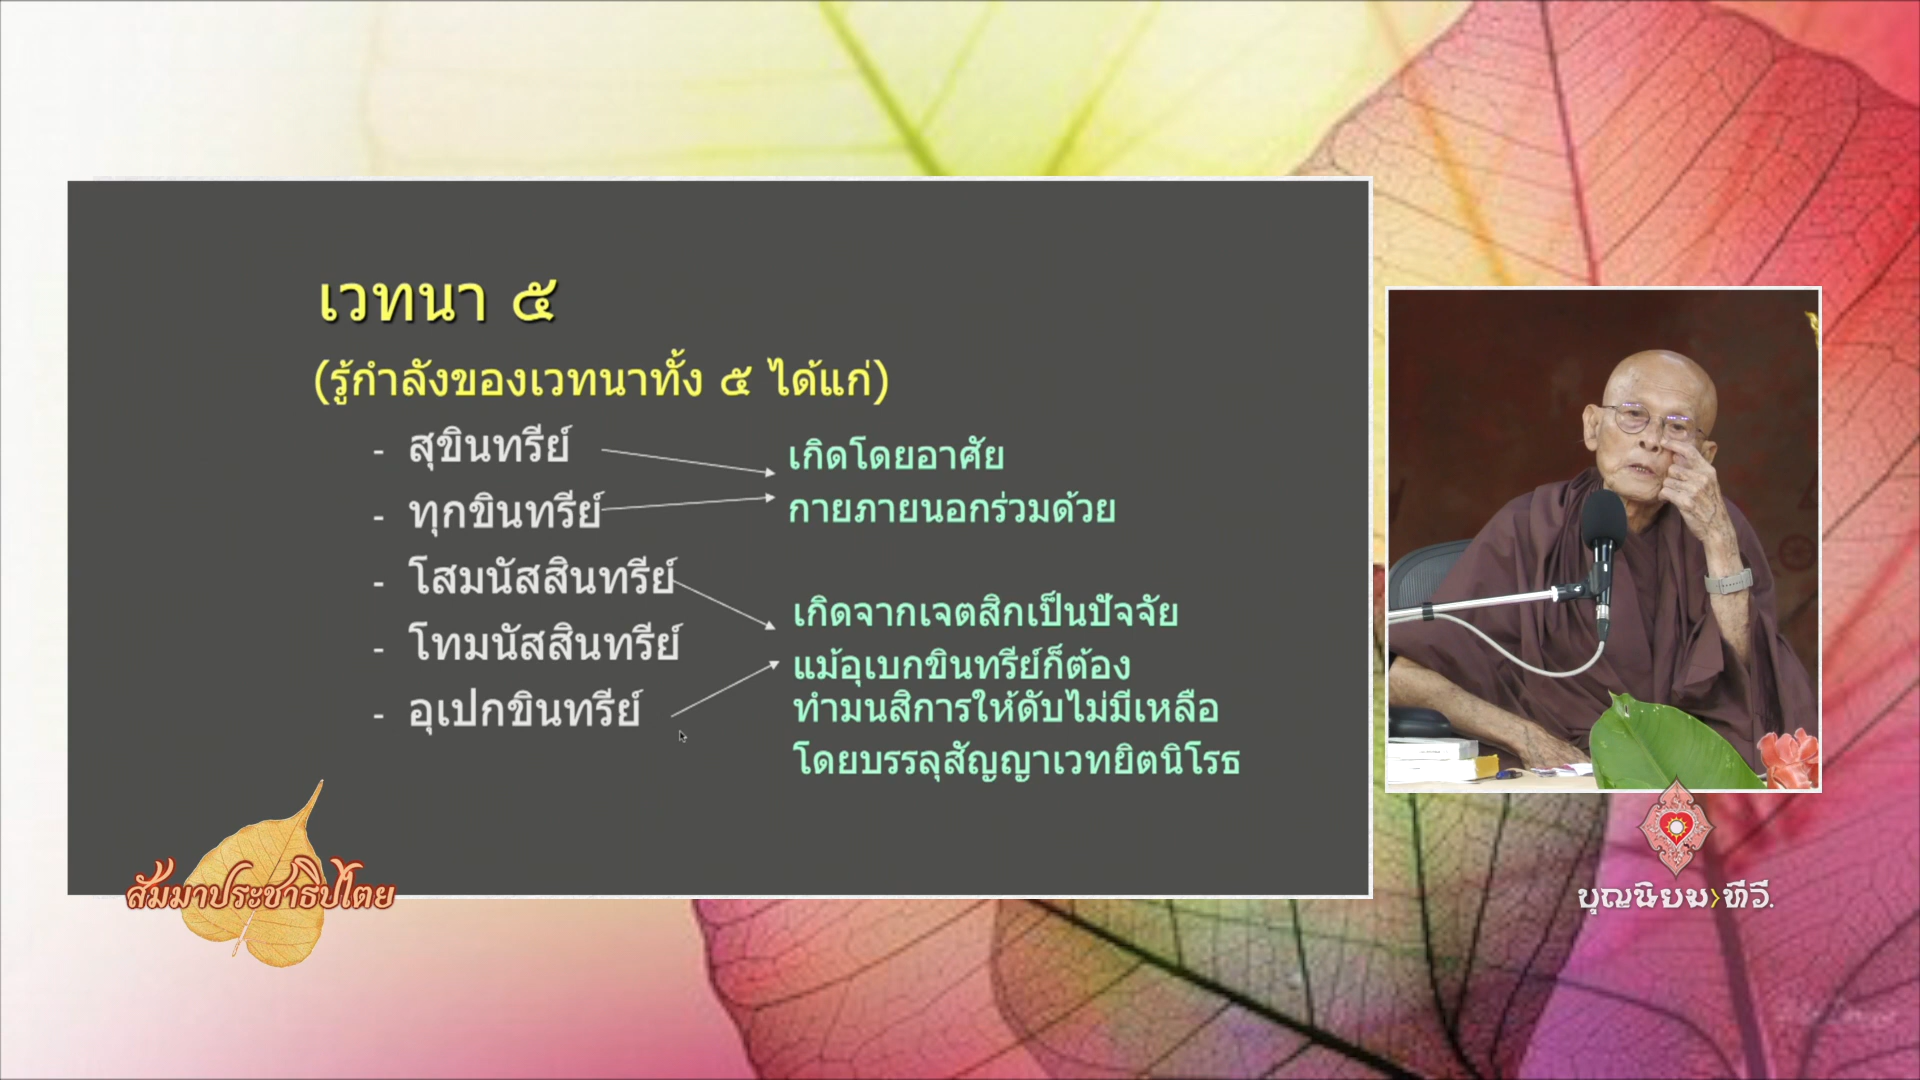 เวทนา ๕
(รู้กำลังของเวทนาทั้ง ๕ ได้แก่)
- สุขินทรีย์
- ทุกขินทรีย์
- โสมนัสสินทรีย์
- โทมนัสสินทรีย์
- อุเปกขินทรีย์
เกิดโดยอาศัย
กายภายนอกร่วมด้วย
เกิดจากเจตสิกเป็นปัจจัย
แม้อุเบกขินทรีย์ก็ต้อง
ทำมนสิการให้ดับไม่มีเหลือ
โดยบรรลุสัญญาเวทยิตนิโรธ
สัมมาประชาธิปไตย
บุญนิยมทีวี.